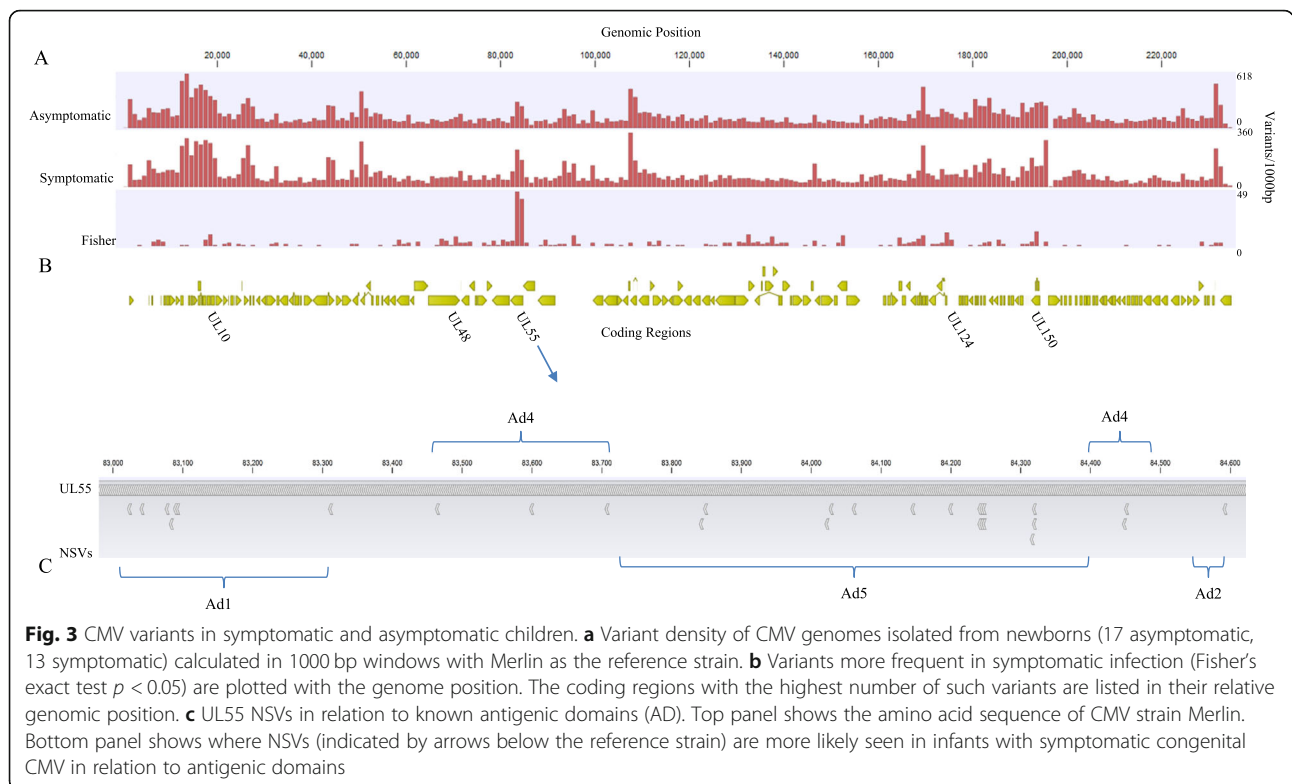 Genomic Position
A
20,000 40,000 60,000 80,000 100,000 120,000 140,000 160,000 180,000 200,000 220,000
618
Asymptomatic
0
360
Variants/1000bp
Symptomatic
0
49
Fisher
0
B
UL10
UL48
UL55
Coding Regions
UL124
UL150
Ad4
Ad4
83,000 83,100 83,200 83,300 83,400 83,500 83,600 83,700 83,800 83,900 84,000 84,100 84,200 84,300 84,400 84,500 84,600
UL55
NSVs
C
Ad1
Ad5
Ad2
Fig. 3 CMV variants in symptomatic and asymptomatic children. a Variant density of CMV genomes isolated from newborns (17 asymptomatic,
13 symptomatic) calculated in 1000 bp windows with Merlin as the reference strain. b Variants more frequent in symptomatic infection (Fisher's
exact test p < 0.05) are plotted with the genome position. The coding regions with the highest number of such variants are listed in their relative
genomic position. c UL55 NSVs in relation to known antigenic domains (AD). Top panel shows the amino acid sequence of CMV strain Merlin.
Bottom panel shows where NSVs (indicated by arrows below the reference strain) are more likely seen in infants with symptomatic congenital
CMV in relation to antigenic domains